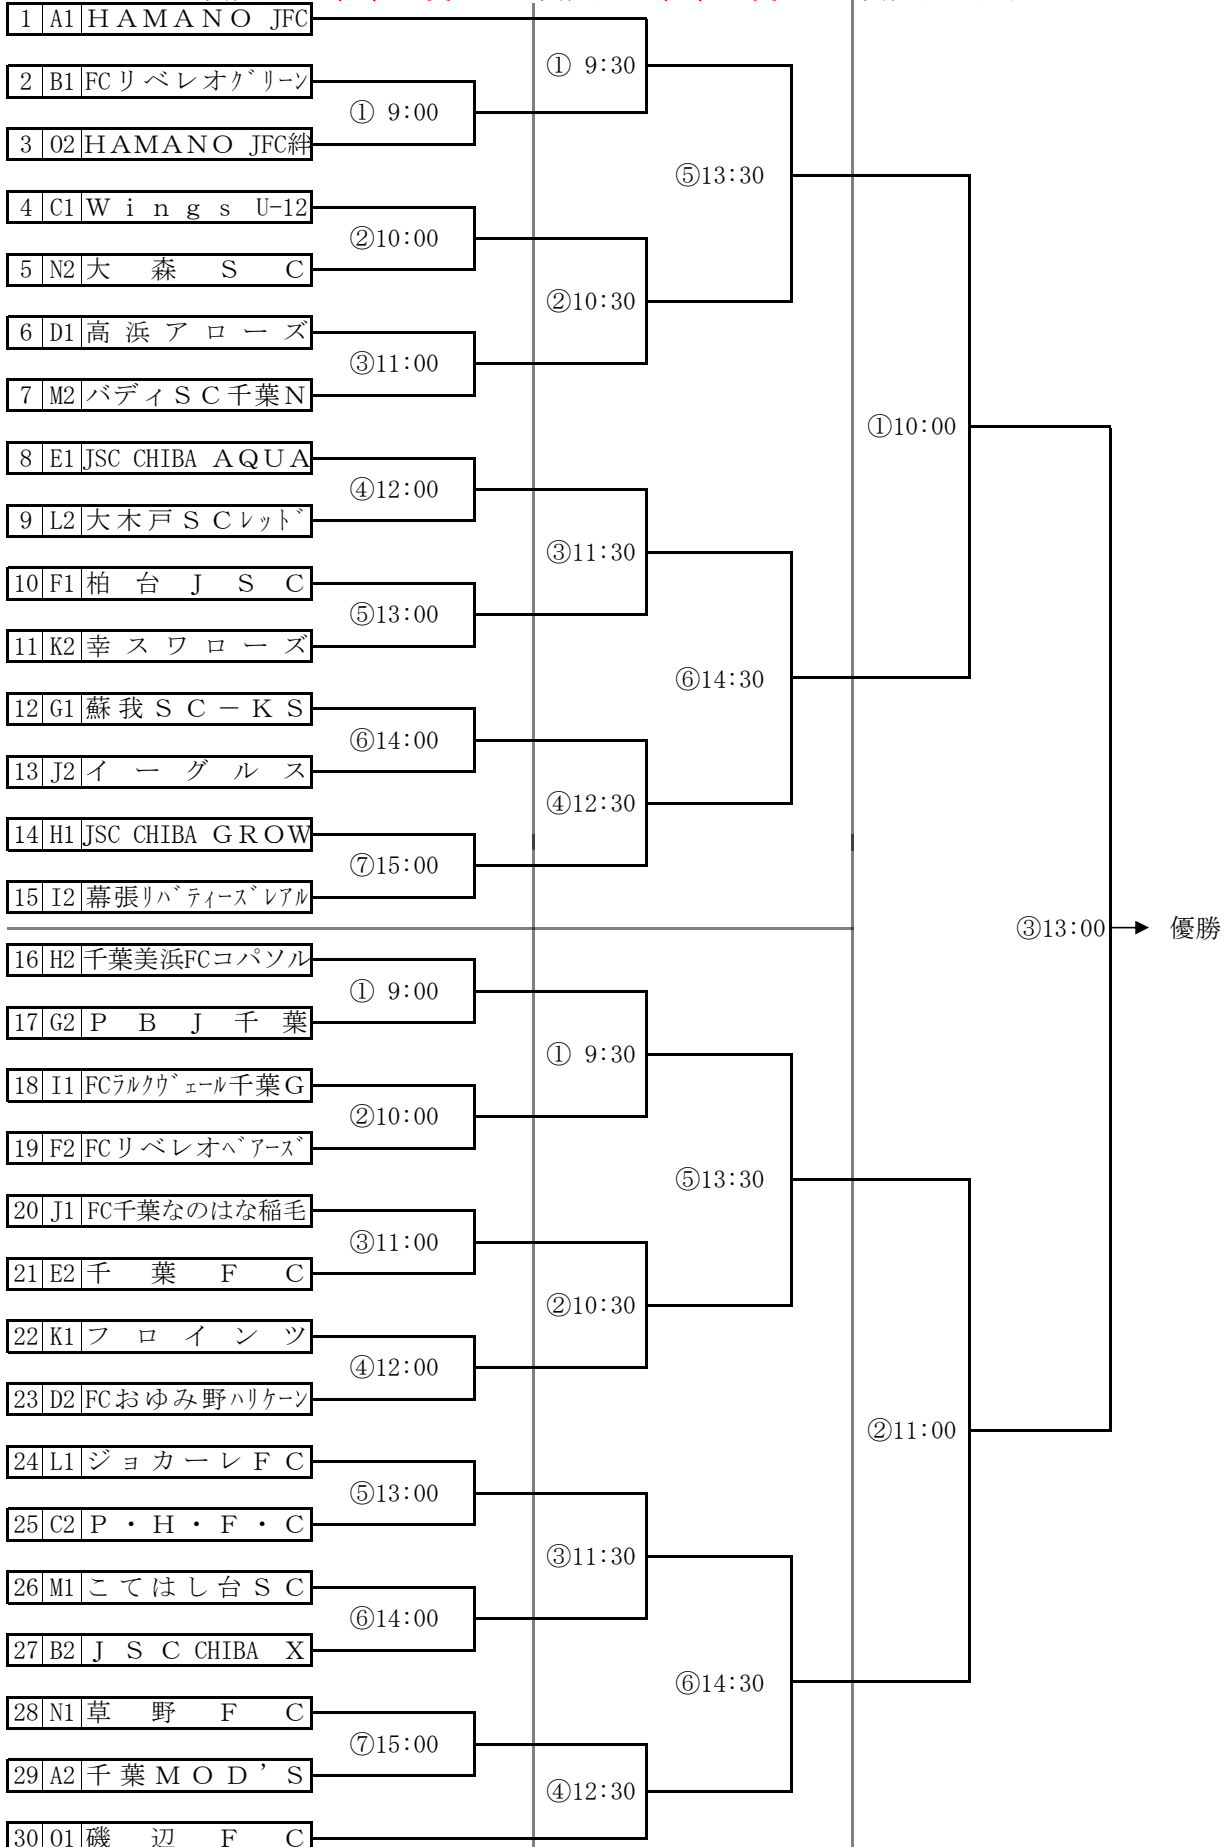 1 A1 ＨＡＭＡＮＯ JFC
① 9:30
2 B1 FCリベレオｸﾞﾘｰﾝ
① 9:00
3 O2 ＨＡＭＡＮＯ JFC絆
⑤13:30
4 C1 Ｗｉｎｇｓ U-12
②10:00
5 N2 大森ＳＣ
②10:30
6 D1 高浜アローズ
③11:00
7 M2 バディＳＣ千葉Ｎ
①10:00
8 E1 JSC CHIBA ＡＱＵＡ
④12:00
9 L2 大木戸ＳＣﾚｯﾄﾞ
③11:30
10 F1 柏台ＪＳＣ
⑤13:00
11 K2 幸スワローズ
⑥14:30
12 G1 蘇我ＳＣ－ＫＳ
⑥14:00
13 J2 イーグルス
④12:30
14 H1 JSC CHIBA ＧＲＯＷ
⑦15:00
15 I2 幕張ﾘﾊﾞﾃｨｰｽﾞﾚｱﾙ
③13:00 優勝
16 H2 千葉美浜FCコパソル
① 9:00
17 G2 ＰＢＪ千葉
① 9:30
18 I1 FCﾗﾙｸｳﾞｪｰﾙ千葉Ｇ
②10:00
19 F2 FCリベレオﾍﾞｱｰｽﾞ
⑤13:30
20 J1 FC千葉なのはな稲毛
③11:00
21 E2 千葉ＦＣ
②10:30
22 K1 フロインツ
④12:00
23 D2 FCおゆみ野ﾊﾘｹｰﾝ
②11:00
24 L1 ジョカーレＦＣ
⑤13:00
25 C2 Ｐ・Ｈ・Ｆ・Ｃ
③11:30
26 M1 こてはし台ＳＣ
⑥14:00
27 B2 ＪＳＣ CHIBA Ｘ
⑥14:30
28 N1 草野ＦＣ
⑦15:00
29 A2 千葉ＭＯＤ’Ｓ
④12:30
30 O1 磯辺ＦＣ